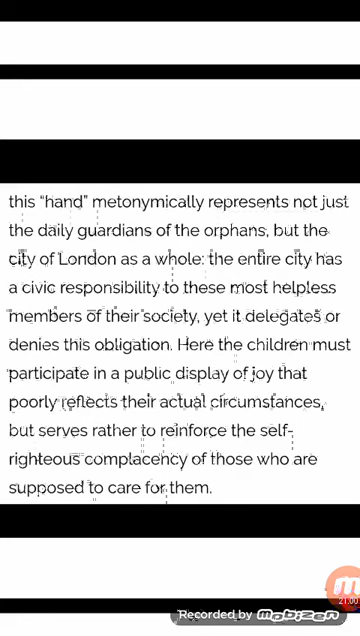 this “hand” metonymically represents not just
the daily guardians of the orphans, but the
city of London as a whole: the entire city has
a civic responsibility to these most helpless
members of their society, yet it delegates or
denies this obligation. Here the children must
participate in a public display of joy that
poorly reflects their actual circumstances,
but serves rather to reinforce the self-
righteous complacency of those who are
supposed to care for them.
21:00
Recorded by mobizen